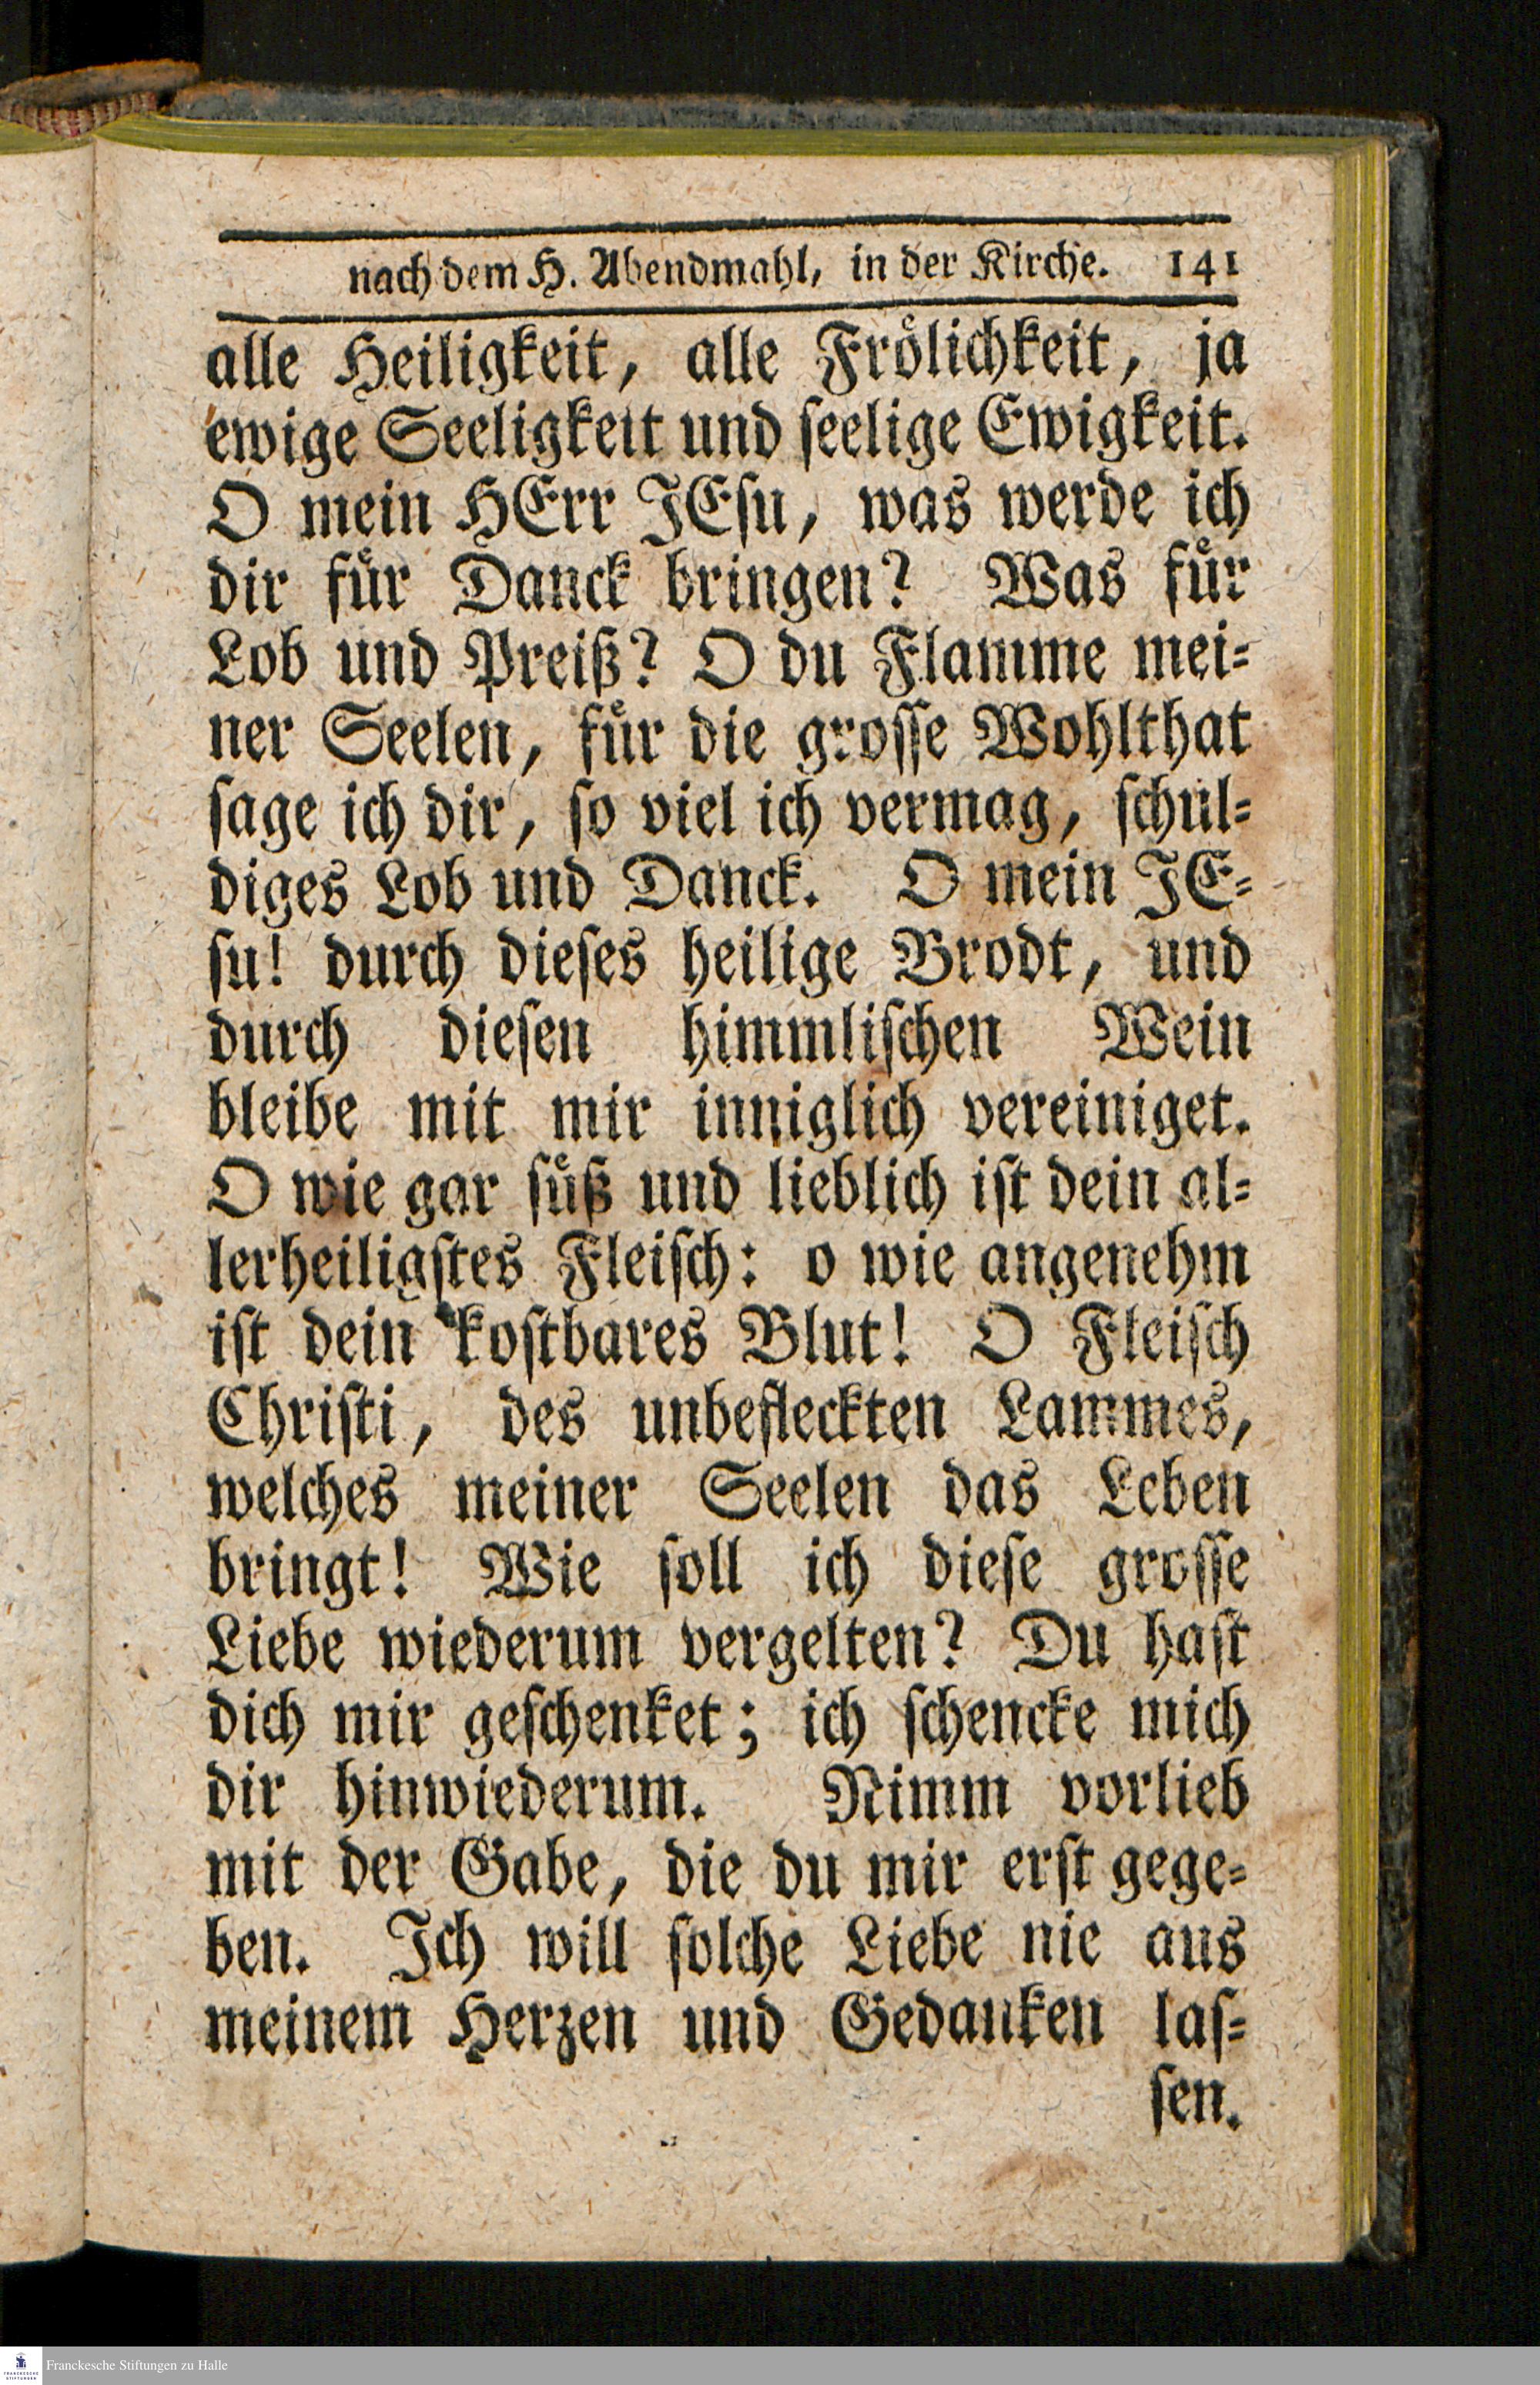 nach dem H. Abendmahl, in der Kirche. 141
alle Heiligkeit, alle Frölichkeit, ja
ewige Seeligkeit und seelige Ewigkeit.
O mein HErr JEsu, was werde ich
dir für Danck bringen? Was für
Lob und Preiß? O du Flamme mei-
ner Seelen, für die grosse Wohlthat
sage ich dir, so viel ich vermag, schul-
diges Lob und Danck. O mein JE-
su! durch dieses heilige Brodt, und
durch diesen himmlischen Wein
bleibe mit mir inniglich vereiniget.
O wie gar süß und lieblich ist dein al-
lerheiligstes Fleisch: o wie angenehm
ist dein kostbares Blut! O Fleisch
Christi, des unbefleckten Lammes,
welches meiner Seelen das Leben
bringt! Wie soll ich diese grosse
Liebe wiederum vergelten? Du hast
dich mir geschenket; ich schencke mich
dir hinwiederum. Nimm vorlieb
mit der Gabe, die du mir erst gege-
ben. Ich will solche Liebe nie aus
meinem Herzen und Gedanken las-
sen.
FRANCKESCHE
STIFTUNGEN
Franckesche Stiftungen zu Halle